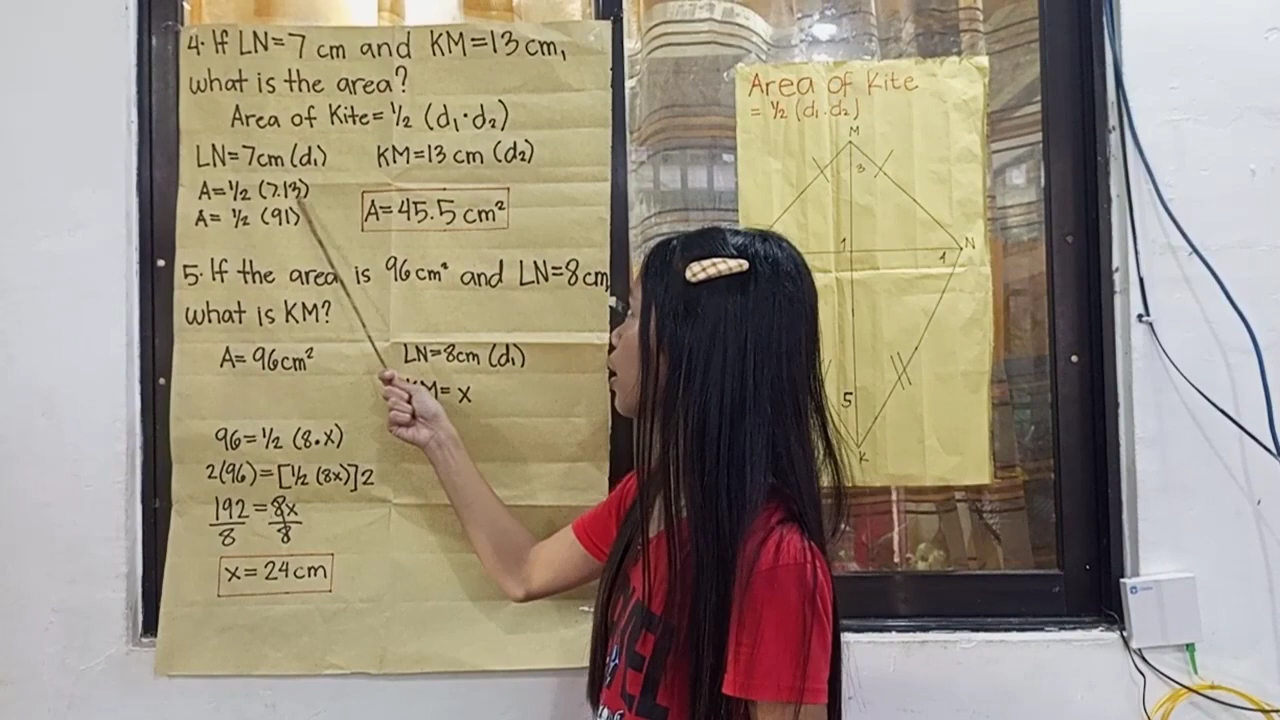 4. If LN=7 cm and KM=13 cm,
what is the area?
Area of Kite= ½ (d₁·d₂)
LN=7cm (d₁) KM=13 cm (d₂)
A=½ (7.13)
A= ½ (91)
A=45.5 cm²
5. If the area is 96 cm² and LN=8cm
what is KM?
A=96cm² LN=8cm (d₁)
KM= x
96=½ (8.x)
2(96)=[½ (8x)]2
192=8x
8 8
x=24cm
Area of Kite
= ½ (d₁.d₂)
M
3
1
N
1
5
K